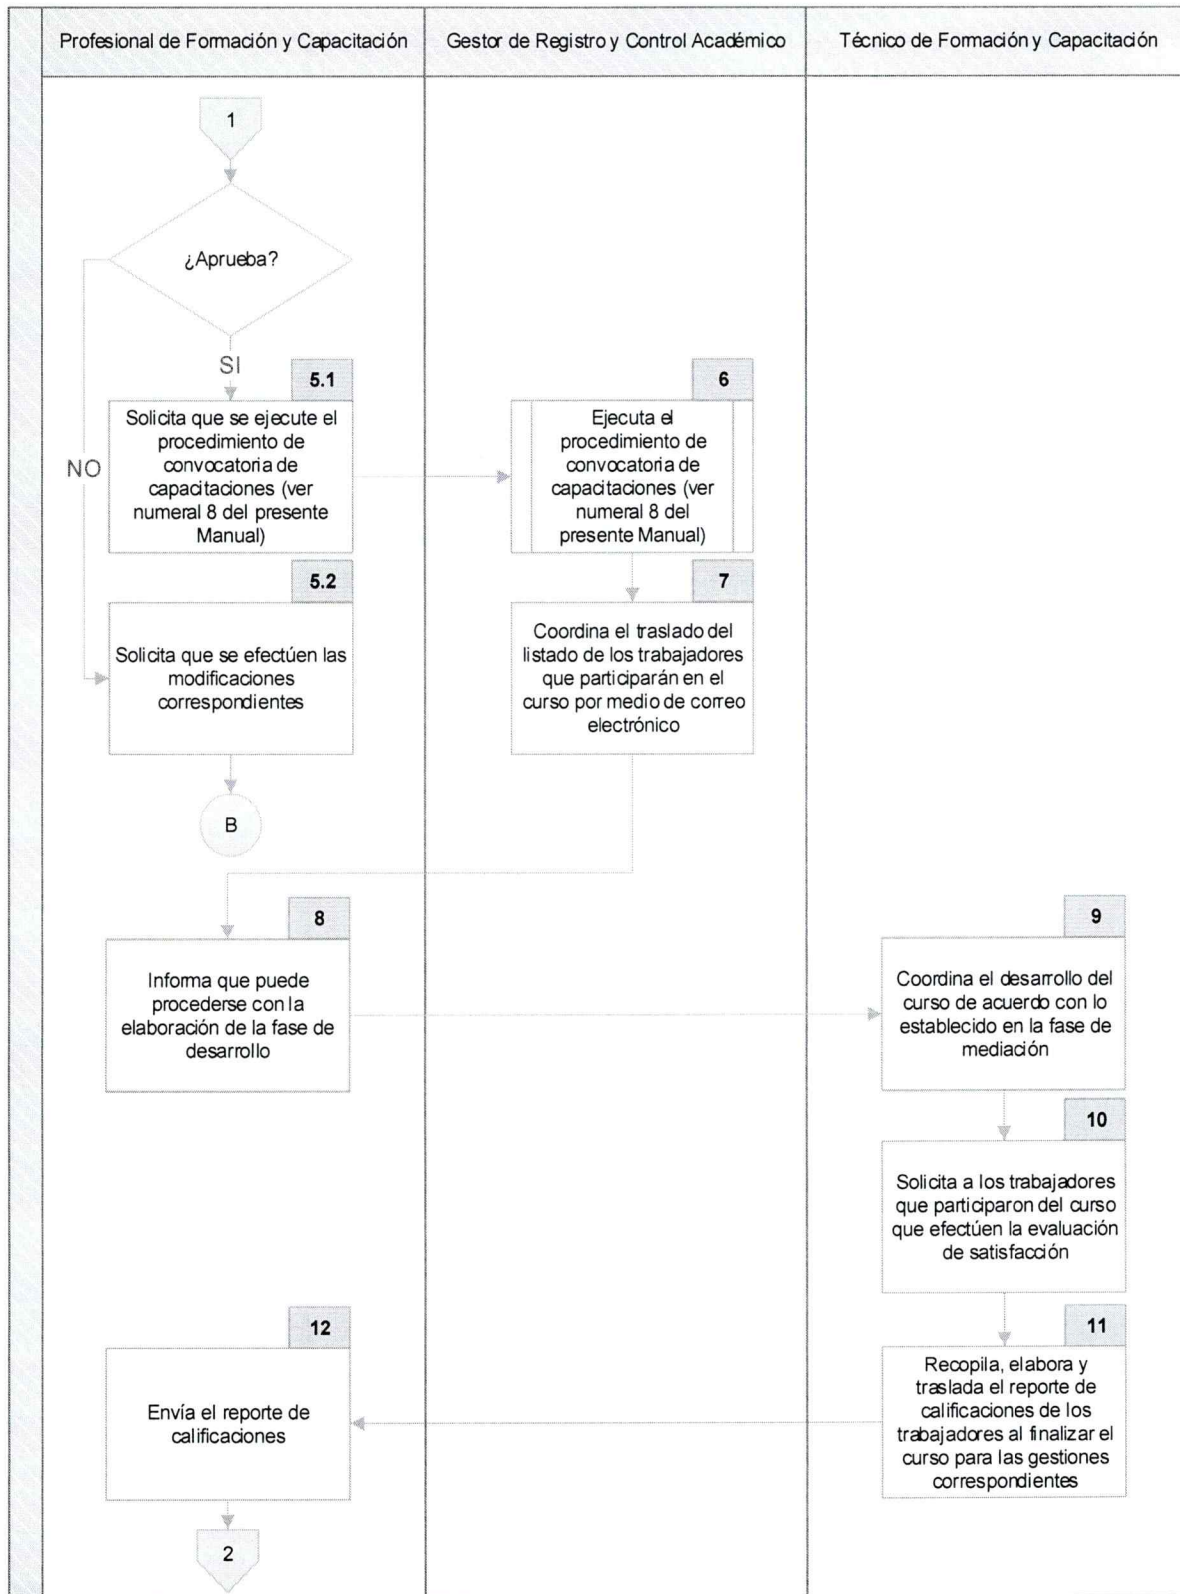 Profesional de Formación y Capacitación
Gestor de Registro y Control Académico
Técnico de Formación y Capacitación
1
¿Aprueba?
SI
NO
5.1
Solicita que se ejecute el
procedimiento de
convocatoria de
capacitaciones (ver
numeral 8 del presente
Manual)
6
Ejecuta el
procedimiento de
convocatoria de
capacitaciones (ver
numeral 8 del
presente Manual)
5.2
Solicita que se efectúen las
modificaciones
correspondientes
7
Coordina el traslado del
listado de los trabajadores
que participarán en el
curso por medio de correo
electrónico
B
8
Informa que puede
procederse con la
elaboración de la fase de
desarrollo
9
Coordina el desarrollo del
curso de acuerdo con lo
establecido en la fase de
mediación
10
Solicita a los trabajadores
que participaron del curso
que efectúen la evaluación
de satisfacción
11
Recopila, elabora y
traslada el reporte de
calificaciones de los
trabajadores al finalizar el
curso para las gestiones
correspondientes
12
Envía el reporte de
calificaciones
2